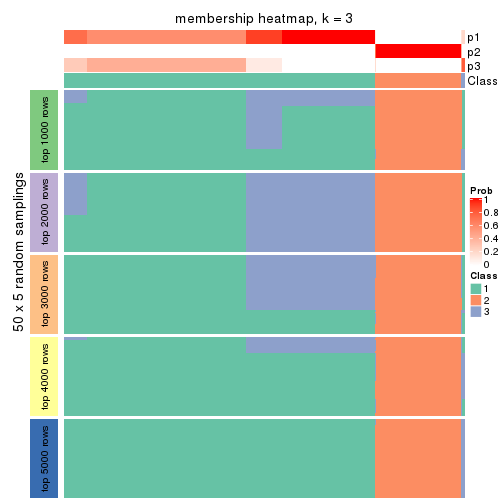 membership heatmap, k = 3
p1
p2
p3
Class
50 x 5 random samplings
top 1000 rows
top 2000 rows
top 3000 rows
top 4000 rows
top 5000 rows
Prob
1
0.8
0.6
0.4
0.2
0
Class
1
2
3